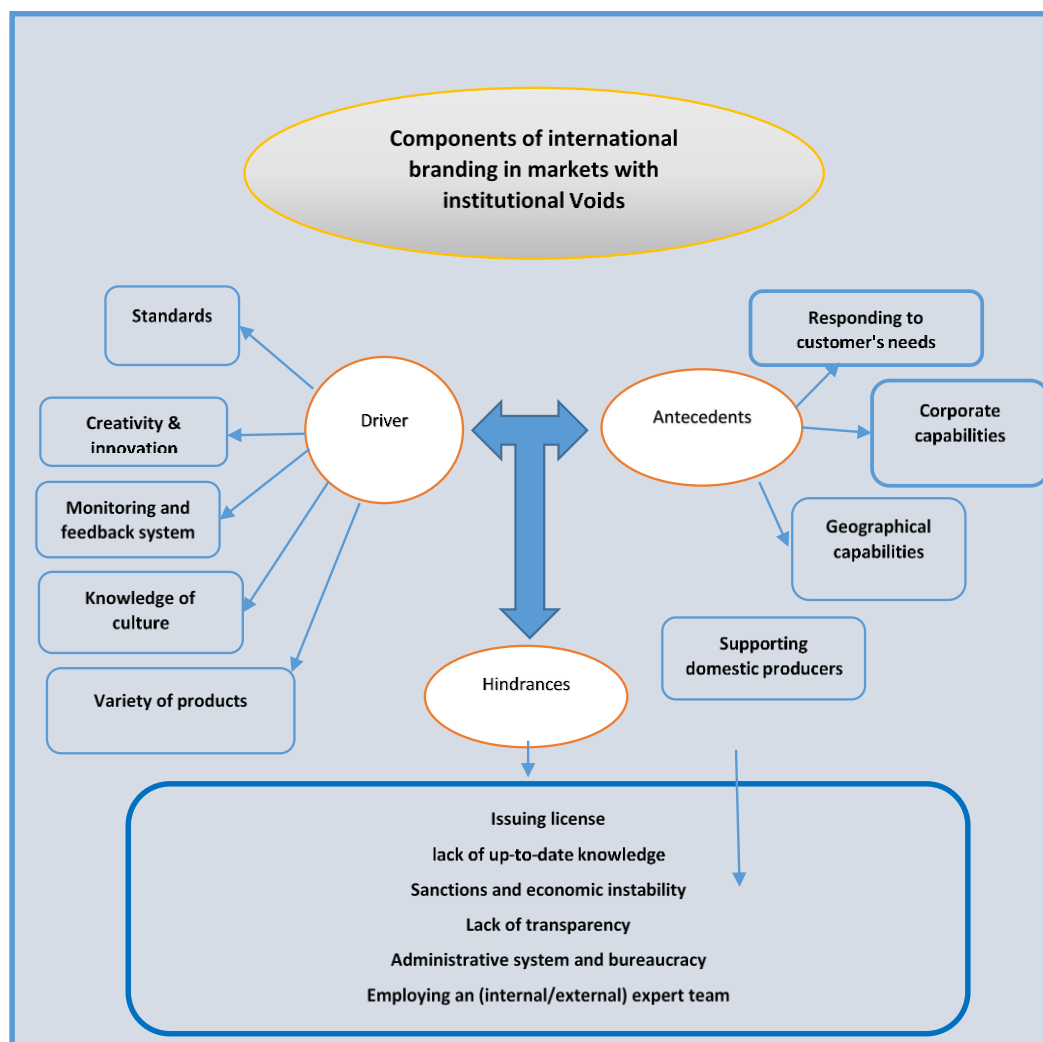 Components of international
branding in markets with
institutional Voids
Standards
Driver
Creativity &
innovation
Monitoring and
feedback system
Knowledge of
culture
Variety of products
Antecedents
Responding to
customer's needs
Corporate
capabilities
Geographical
capabilities
Supporting
domestic producers
Hindrances
Issuing license
lack of up-to-date knowledge
Sanctions and economic instability
Lack of transparency
Administrative system and bureaucracy
Employing an (internal/external) expert team